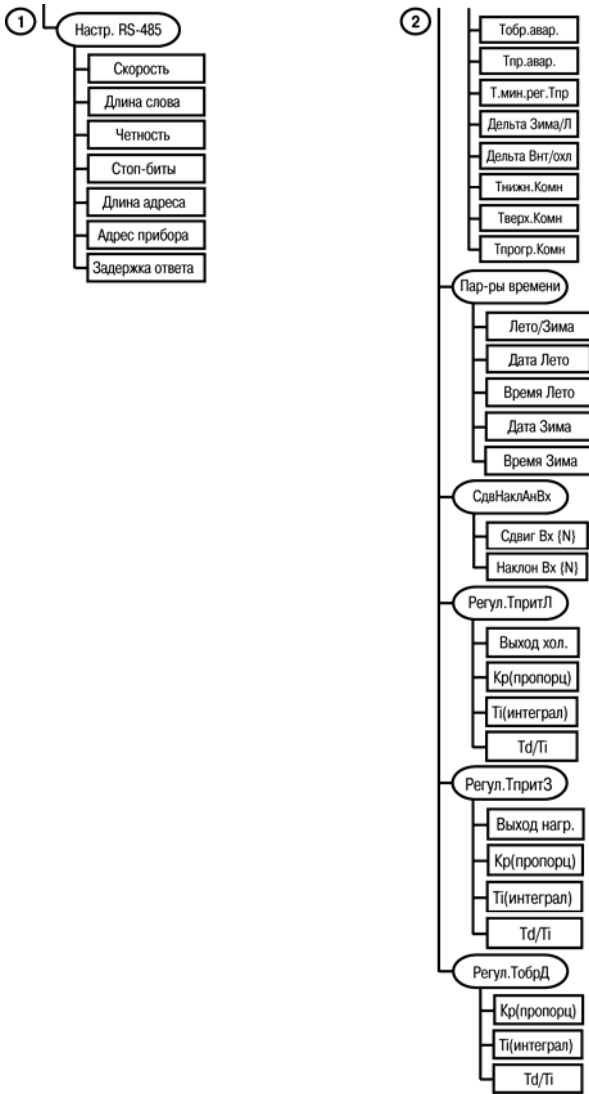 1
Настр. RS-485
Скорость
Длина слова
Четность
Стоп-биты
Длина адреса
Адрес прибора
Задержка ответа
2
Тобр.авар.
Тпр.авар.
Т.мин.рег.Тпр
Дельта Зима/Л
Дельта Внт/охл
Тнижн.Комн
Тверх.Комн
Тпрогр.Комн
Пар-ры времени
Лето/Зима
Дата Лето
Время Лето
Дата Зима
Время Зима
СдвНаклАнВх
Сдвиг Вх {N}
Наклон Вх {N}
Регул.ТпритЛ
Выход хол.
Кр(пропорц)
Ti(интеграл)
Td/Ti
Регул.ТпритЗ
Выход нагр.
Кр(пропорц)
Ti(интеграл)
Td/Ti
Регул.ТобрД
Кр(пропорц)
Ti(интеграл)
Td/Ti